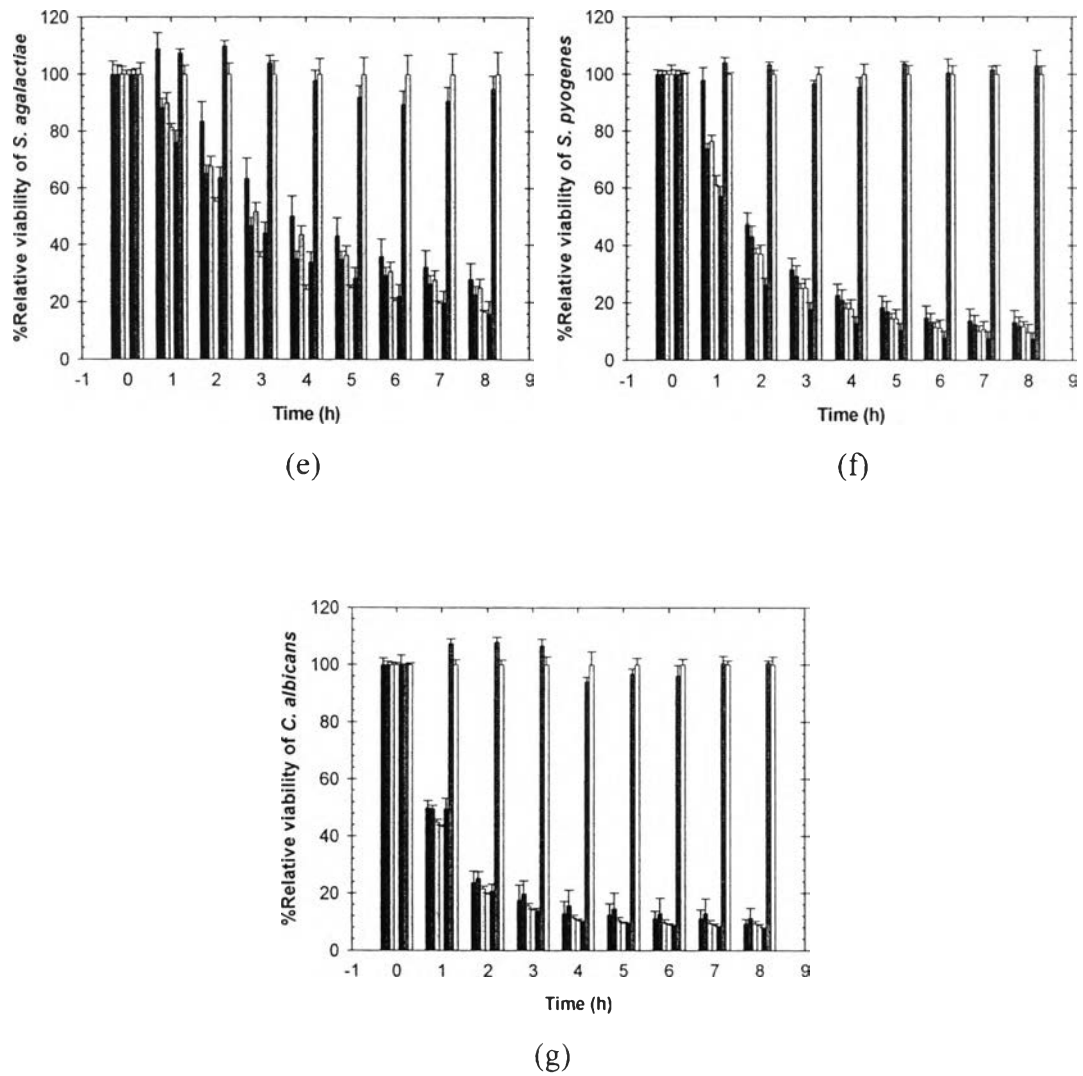 120
100
80
60
40
20
0
%Relative viability of S. agalactiae
-1 0 1 2 3 4 5 6 7 8 9
Time (h)
(e)
120
100
80
60
40
20
0
%Relative viability of S. pyogenes
-1 0 1 2 3 4 5 6 7 8 9
Time (h)
(f)
120
100
80
60
40
20
0
%Relative viability of C. albicans
-1 0 1 2 3 4 5 6 7 8 9
Time (h)
(g)